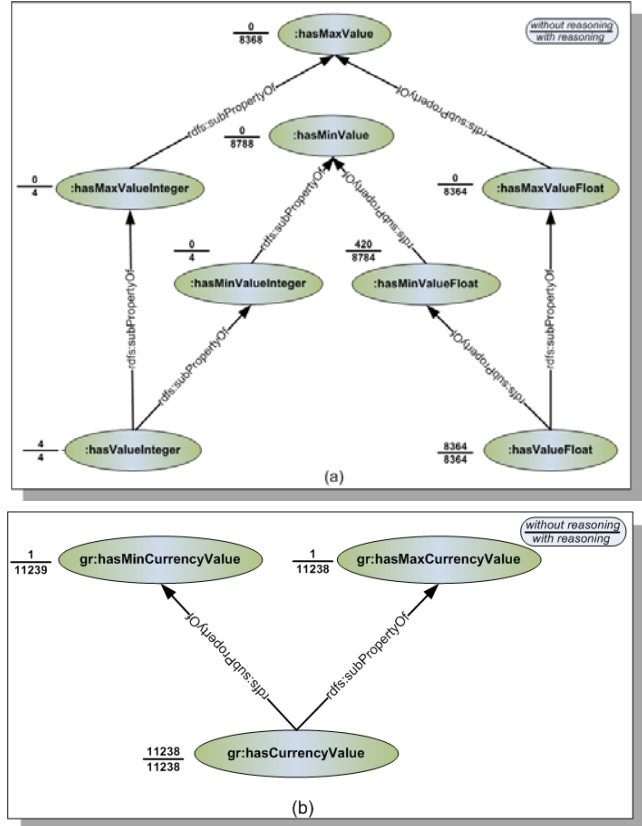 0
8368
:hasMaxValue
without reasoning
with reasoning
rdfs:subPropertyOf
rdfs:subPropertyOf
0
8788
:hasMinValue
0
4
:hasMaxValueInteger
rdfs:subPropertyOf
rdfs:subPropertyOf
0
8364
:hasMaxValueFloat
0
4
:hasMinValueInteger
420
8784
:hasMinValueFloat
rdfs:subPropertyOf
rdfs:subPropertyOf
rdfs:subPropertyOf
rdfs:subPropertyOf
4
4
:hasValueInteger
8364
8364
:hasValueFloat
(a)
without reasoning
with reasoning
1
11239
gr:hasMinCurrencyValue
1
11238
gr:hasMaxCurrencyValue
rdfs:subPropertyOf
rdfs:subPropertyOf
11238
11238
gr:hasCurrencyValue
(b)